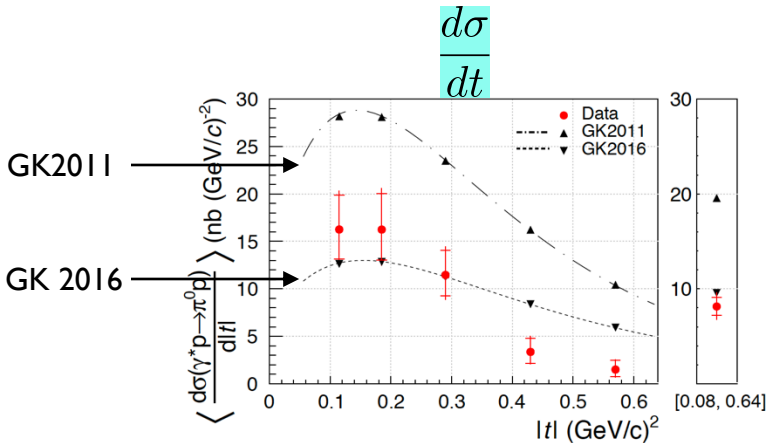 dσ
dt
⟨ dσ(γ*p→π⁰p) / d|t| ⟩ (nb (GeV/c)⁻²)
GK2011
GK 2016
30
25
20
15
10
5
0
Data
GK2011
GK2016
0 0.1 0.2 0.3 0.4 0.5 0.6
|t| (GeV/c)²
30
20
10
0
[0.08, 0.64]